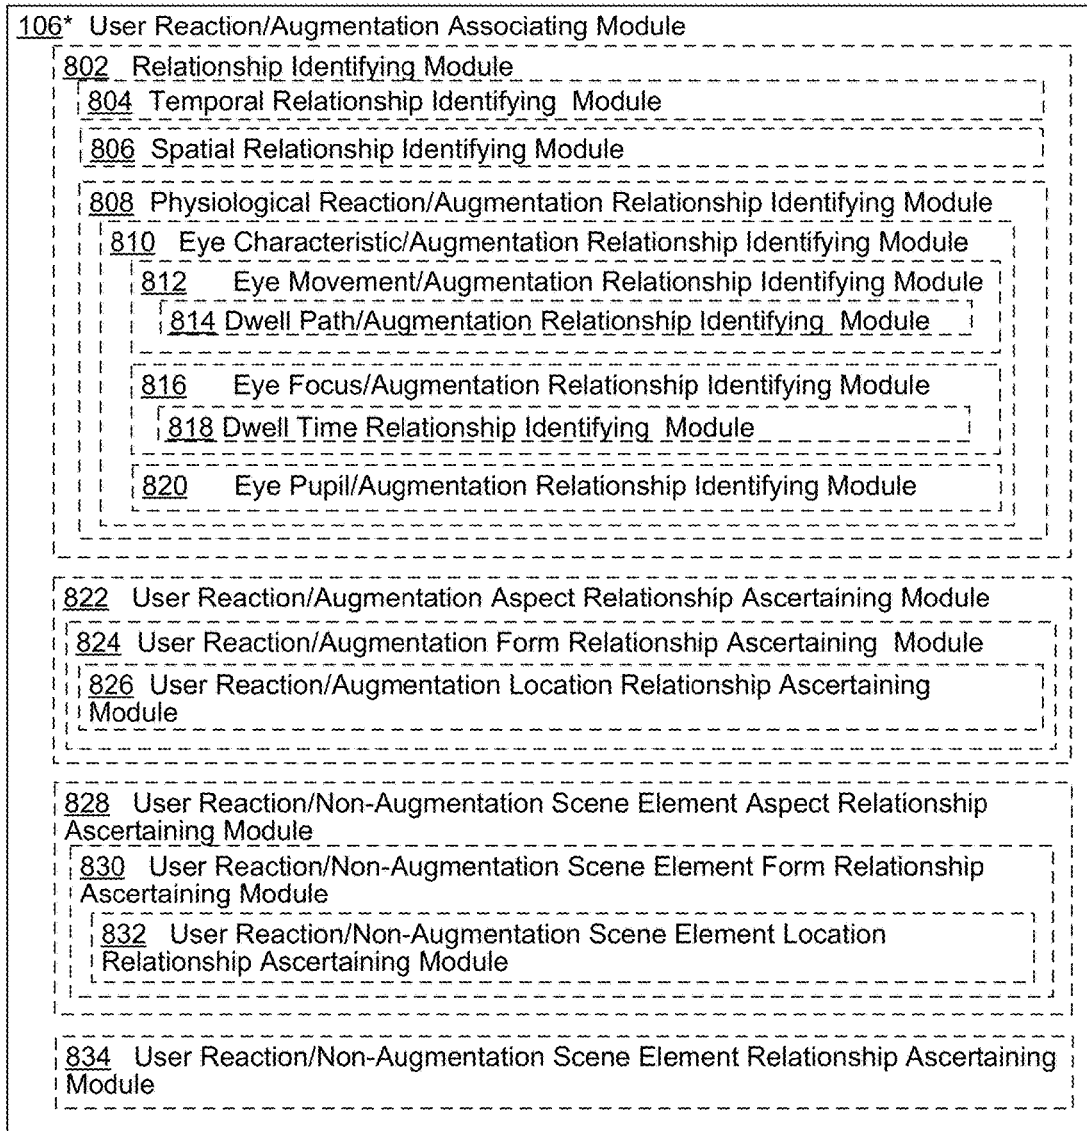 106* User Reaction/Augmentation Associating Module
802 Relationship Identifying Module
804 Temporal Relationship Identifying Module
806 Spatial Relationship Identifying Module
808 Physiological Reaction/Augmentation Relationship Identifying Module
810 Eye Characteristic/Augmentation Relationship Identifying Module
812 Eye Movement/Augmentation Relationship Identifying Module
814 Dwell Path/Augmentation Relationship Identifying Module
816 Eye Focus/Augmentation Relationship Identifying Module
818 Dwell Time Relationship Identifying Module
820 Eye Pupil/Augmentation Relationship Identifying Module
822 User Reaction/Augmentation Aspect Relationship Ascertaining Module
824 User Reaction/Augmentation Form Relationship Ascertaining Module
826 User Reaction/Augmentation Location Relationship Ascertaining
Module
828 User Reaction/Non-Augmentation Scene Element Aspect Relationship
Ascertaining Module
830 User Reaction/Non-Augmentation Scene Element Form Relationship
Ascertaining Module
832 User Reaction/Non-Augmentation Scene Element Location
Relationship Ascertaining Module
834 User Reaction/Non-Augmentation Scene Element Relationship Ascertaining
Module